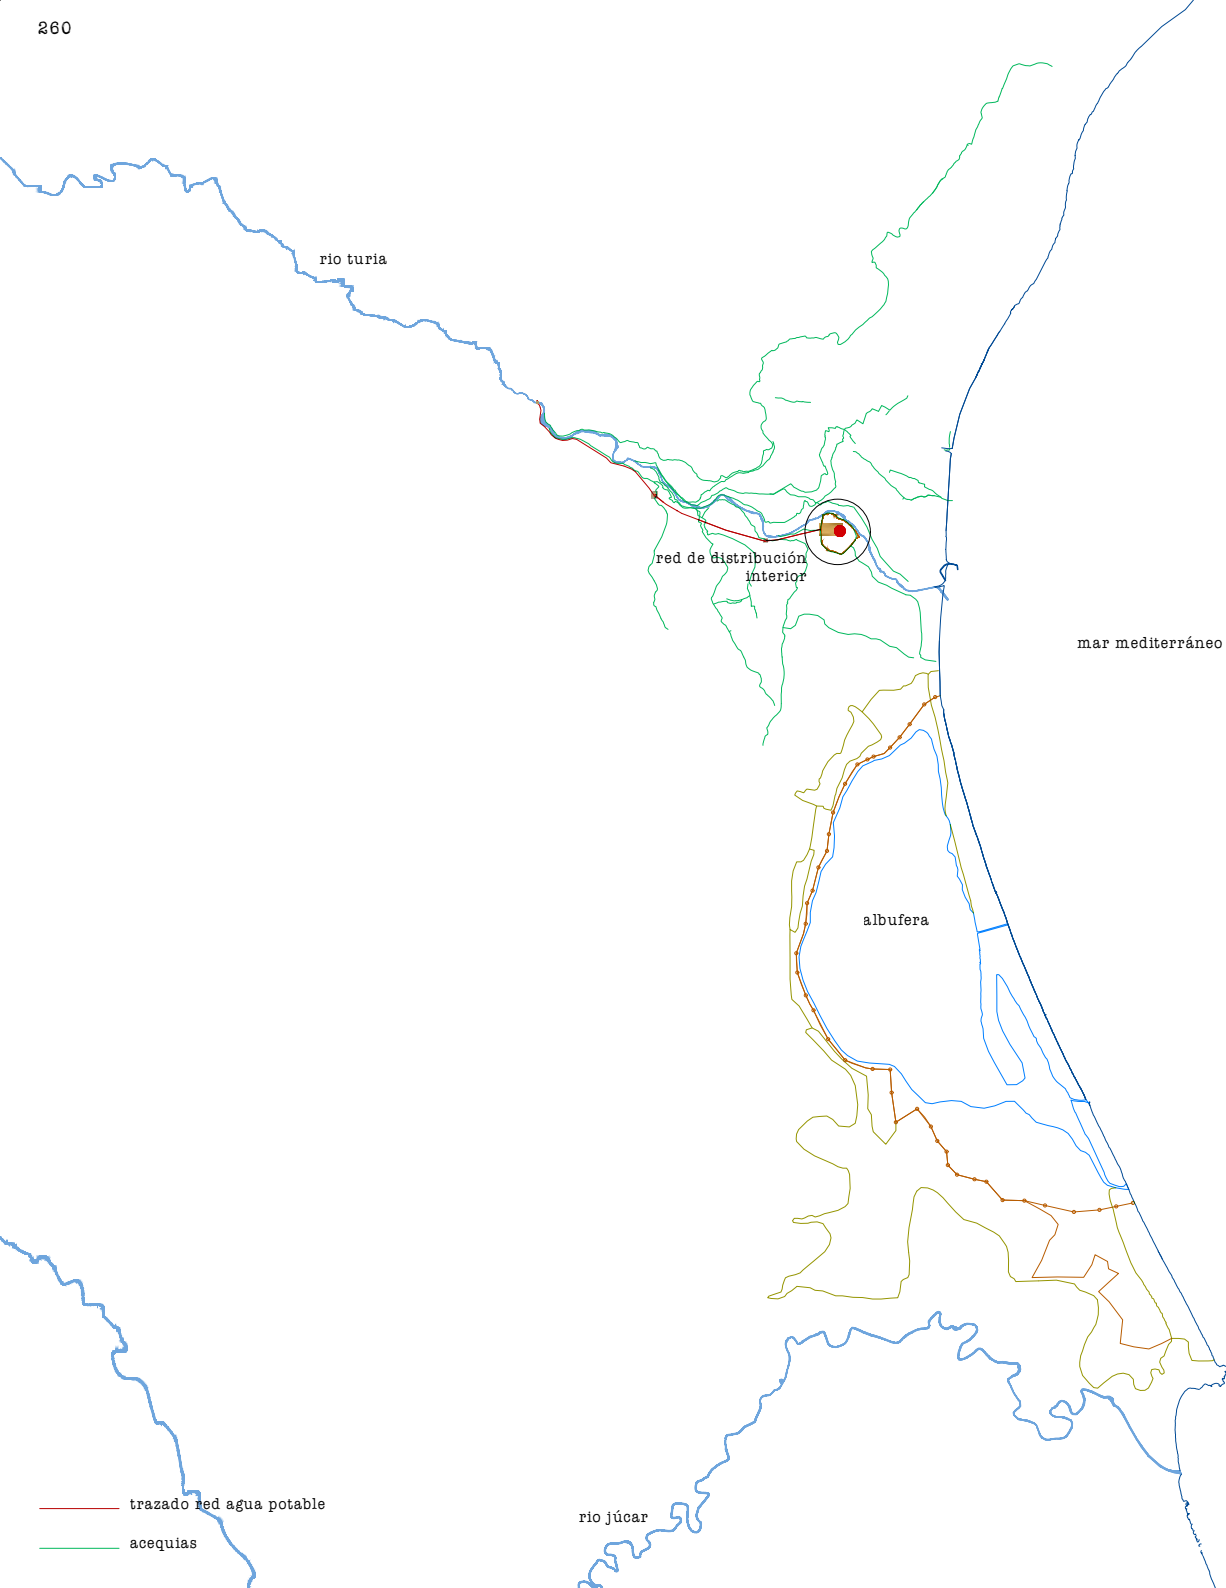 260
rio turia
red de distribución
interior
mar mediterráneo
albufera
trazado red agua potable
rio júcar
acequias